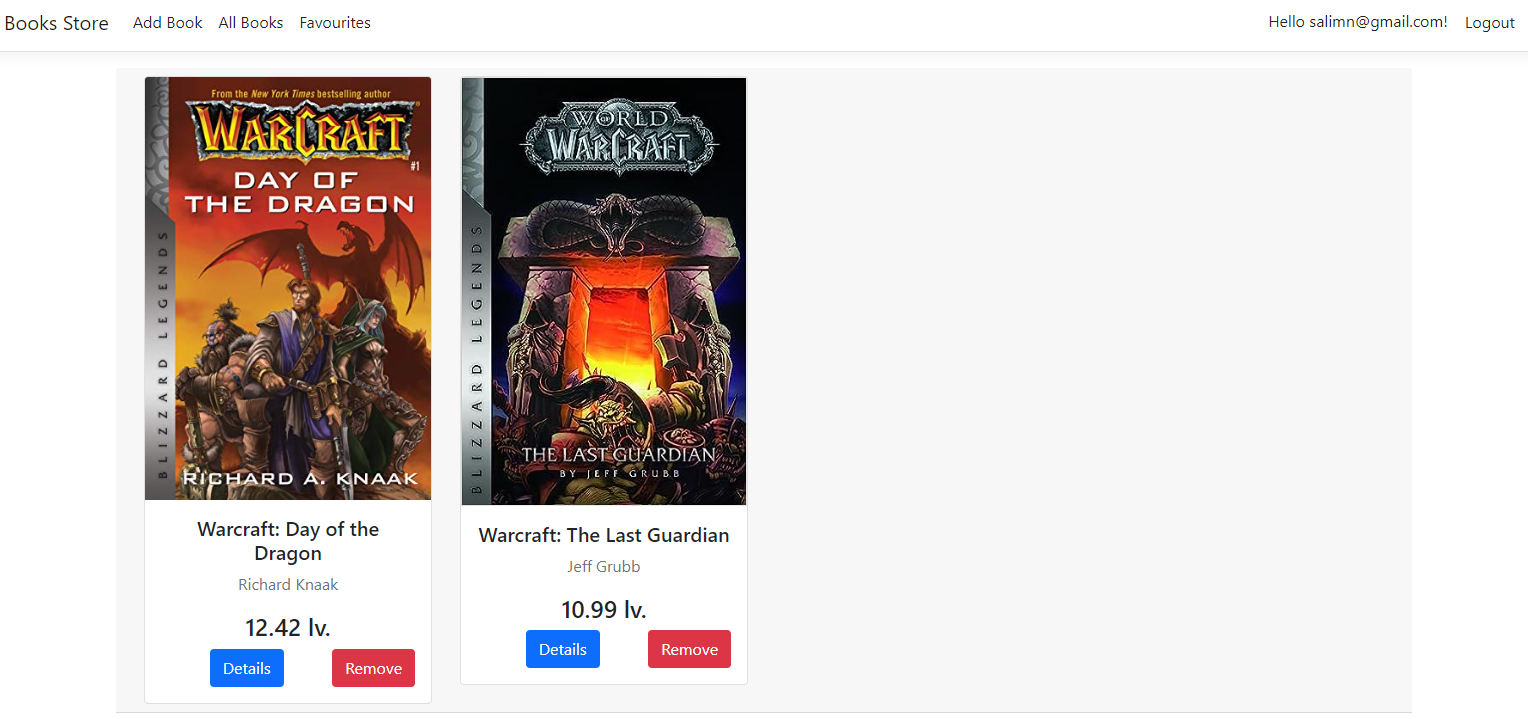 Books Store Add Book All Books Favourites Hello salimn@gmail.com! Logout
From the New York Times bestselling author
WARCRAFT
#1
DAY OF
THE DRAGON
BLIZZARD LEGENDS
RICHARD A. KNAAK
Warcraft: Day of the
Dragon
Richard Knaak
12.42 lv.
Details Remove
WORLD
OF
WARCRAFT
BLIZZARD LEGENDS
THE LAST GUARDIAN
BY JEFF GRUBB
Warcraft: The Last Guardian
Jeff Grubb
10.99 lv.
Details Remove